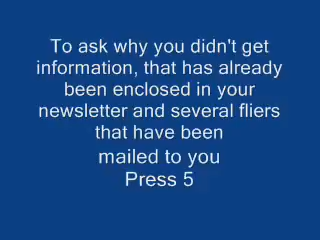 To ask why you didn't get
information, that has already
been enclosed in your
newsletter and several fliers
that have been
mailed to you
Press 5